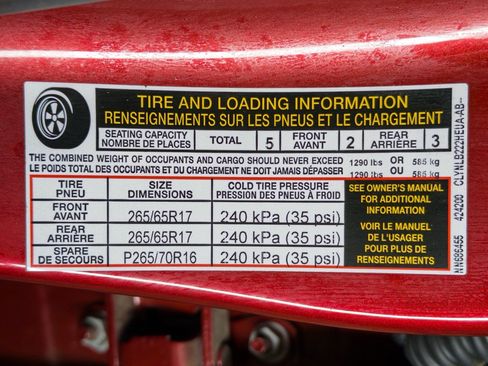 TIRE AND LOADING INFORMATION
RENSEIGNEMENTS SUR LES PNEUS ET LE CHARGEMENT
SEATING CAPACITY
NOMBRE DE PLACES
TOTAL 5
FRONT
AVANT
2
REAR
ARRIÈRE
3
THE COMBINED WEIGHT OF OCCUPANTS AND CARGO SHOULD NEVER EXCEED 1290 lbs OR 585 kg
LE POIDS TOTAL DES OCCUPANTS ET DU CHARGEMENT NE DOIT JAMAIS DÉPASSER 1290 lbs OU 585 kg
TIRE
PNEU
SIZE
DIMENSIONS
COLD TIRE PRESSURE
PRESSION DES PNEUS À FROID
FRONT
AVANT
265/65R17
240 kPa (35 psi)
REAR
ARRIÈRE
265/65R17
240 kPa (35 psi)
SPARE
DE SECOURS
P265/70R16
240 kPa (35 psi)
SEE OWNER'S MANUAL
FOR ADDITIONAL
INFORMATION
VOIR LE MANUEL
DE L'USAGER
POUR PLUS DE
RENSEIGNEMENTS
NN686455 424200 CLYNLB222HEUA-AB--